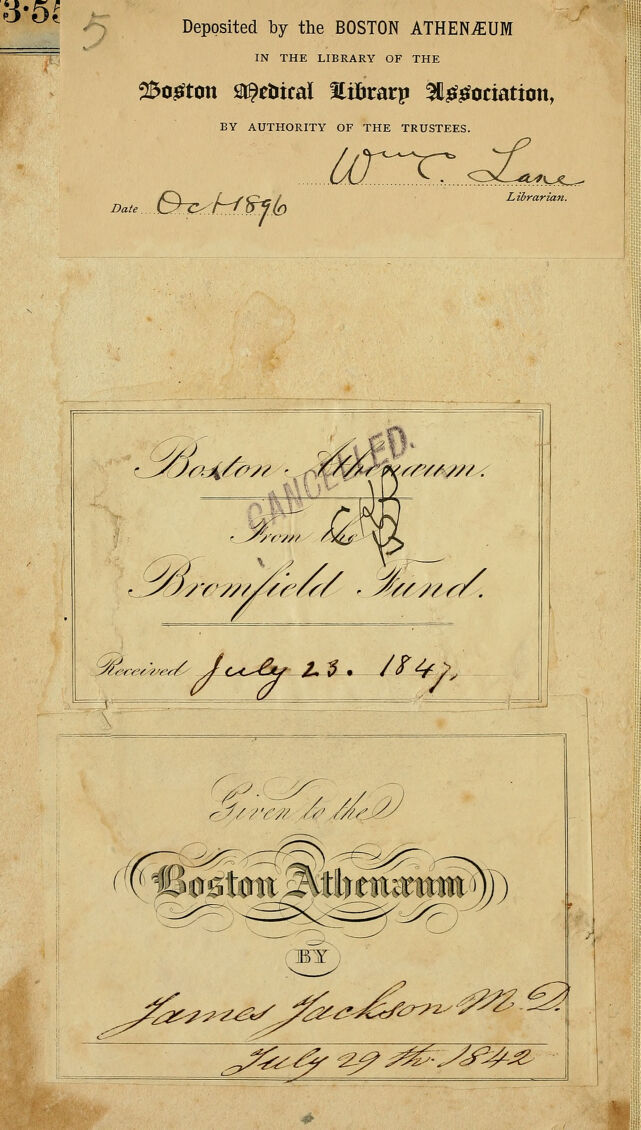 5
Deposited by the BOSTON ATHENÆUM
IN THE LIBRARY OF THE
Boston Medical Library Association,
BY AUTHORITY OF THE TRUSTEES.
Wm C. Lane
Librarian.
Date Oct 1896
Boston Athenæum.
CANCELLED.
From the
Bromfield Fund.
Received July 23. 1847.
Given to the
Boston Athenæum
BY
James Jackson M.D.
July 29th. 1842